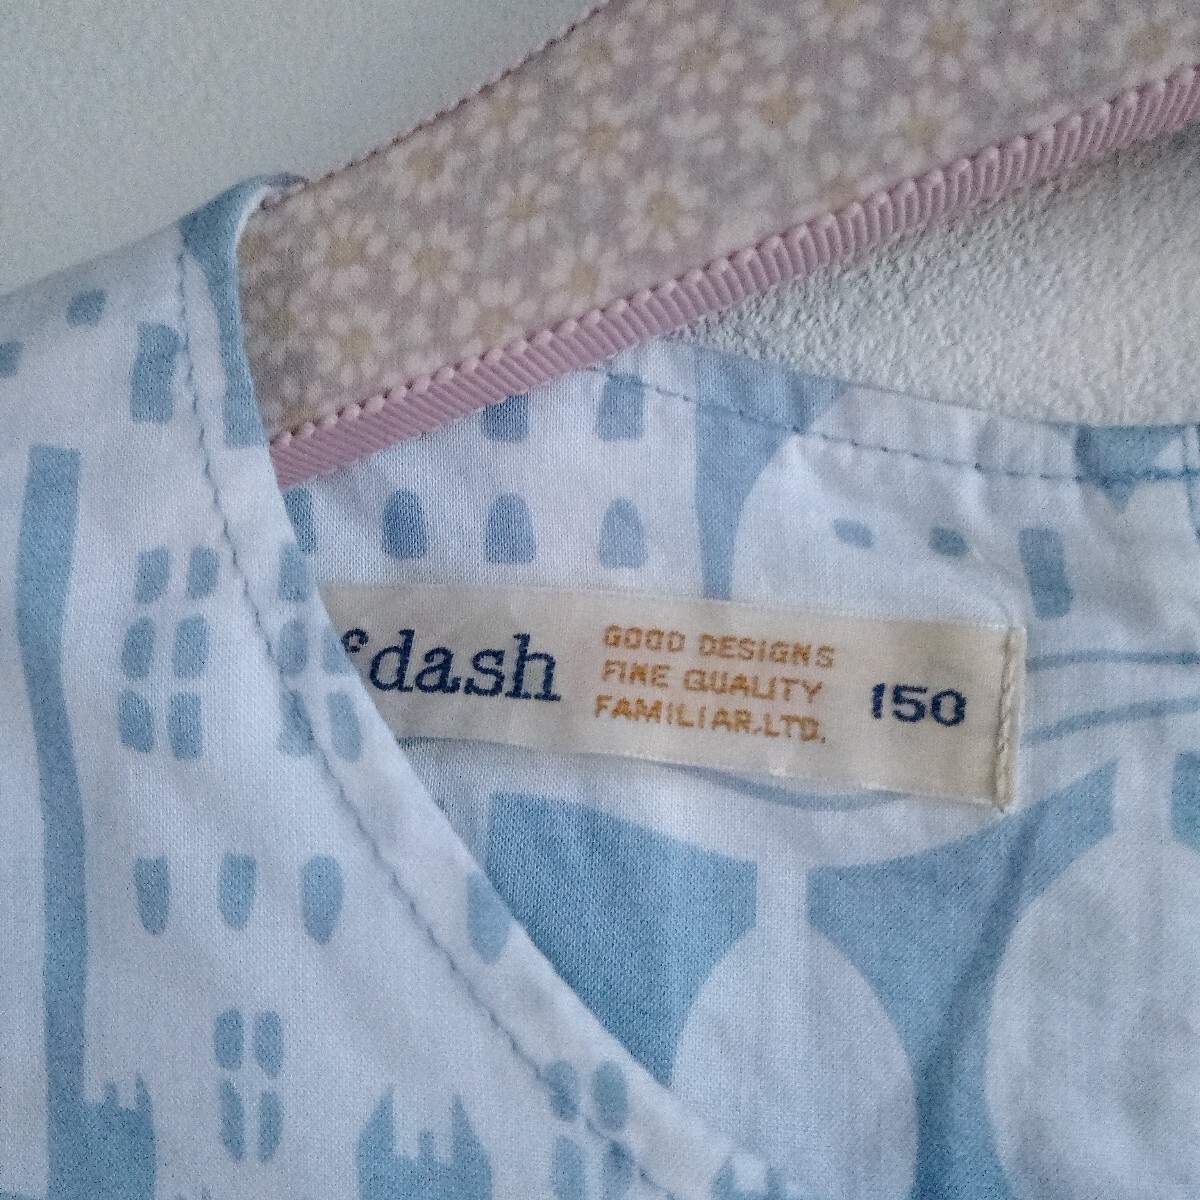 dash
GOOD DESIGNS
FINE QUALITY
FAMILIAR,LTD.
150